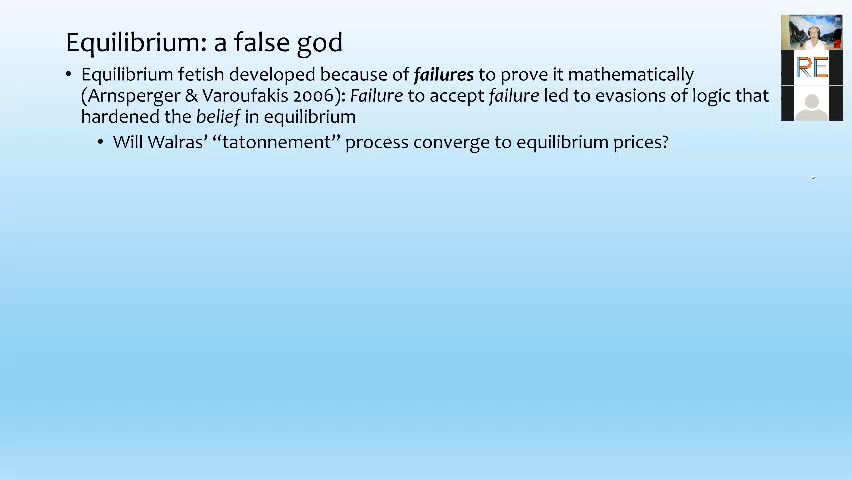 Equilibrium: a false god
• Equilibrium fetish developed because of failures to prove it mathematically
(Arnsperger & Varoufakis 2006): Failure to accept failure led to evasions of logic that
hardened the belief in equilibrium
• Will Walras’ “tatonnement” process converge to equilibrium prices?
RE